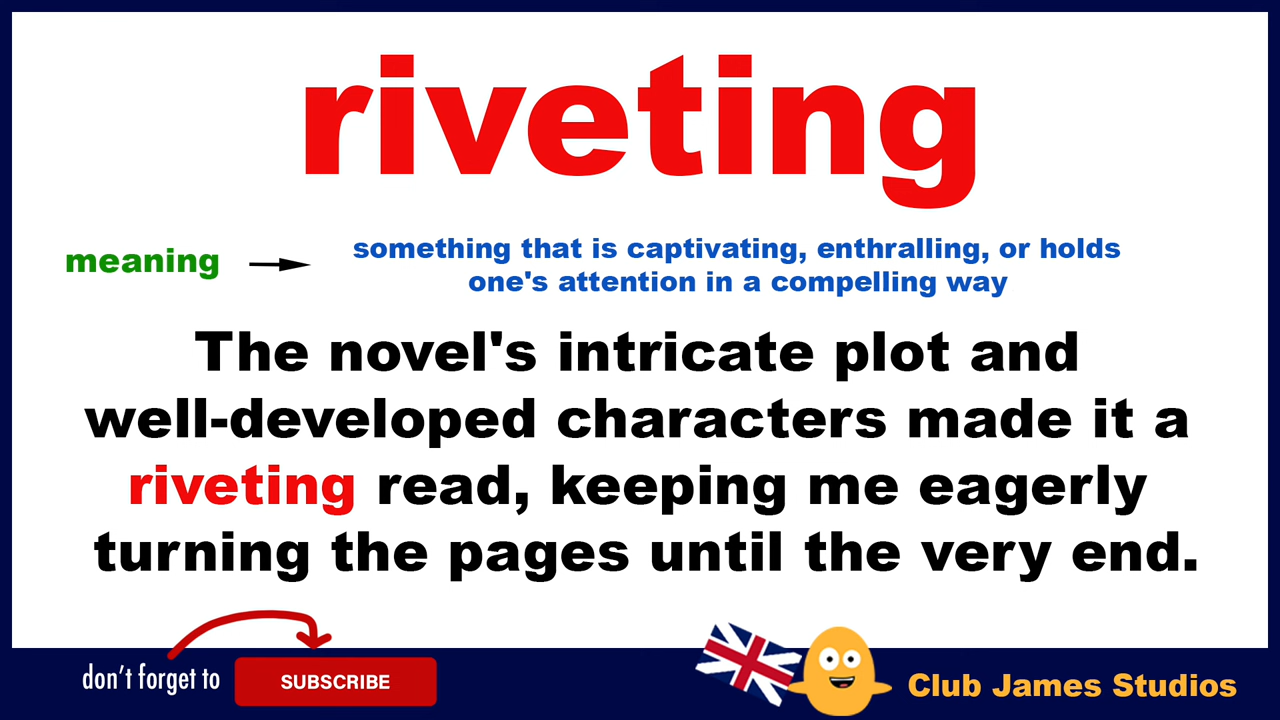 riveting
meaning
something that is captivating, enthralling, or holds
one's attention in a compelling way
The novel's intricate plot and
well-developed characters made it a
riveting read, keeping me eagerly
turning the pages until the very end.
don't forget to
SUBSCRIBE
Club James Studios